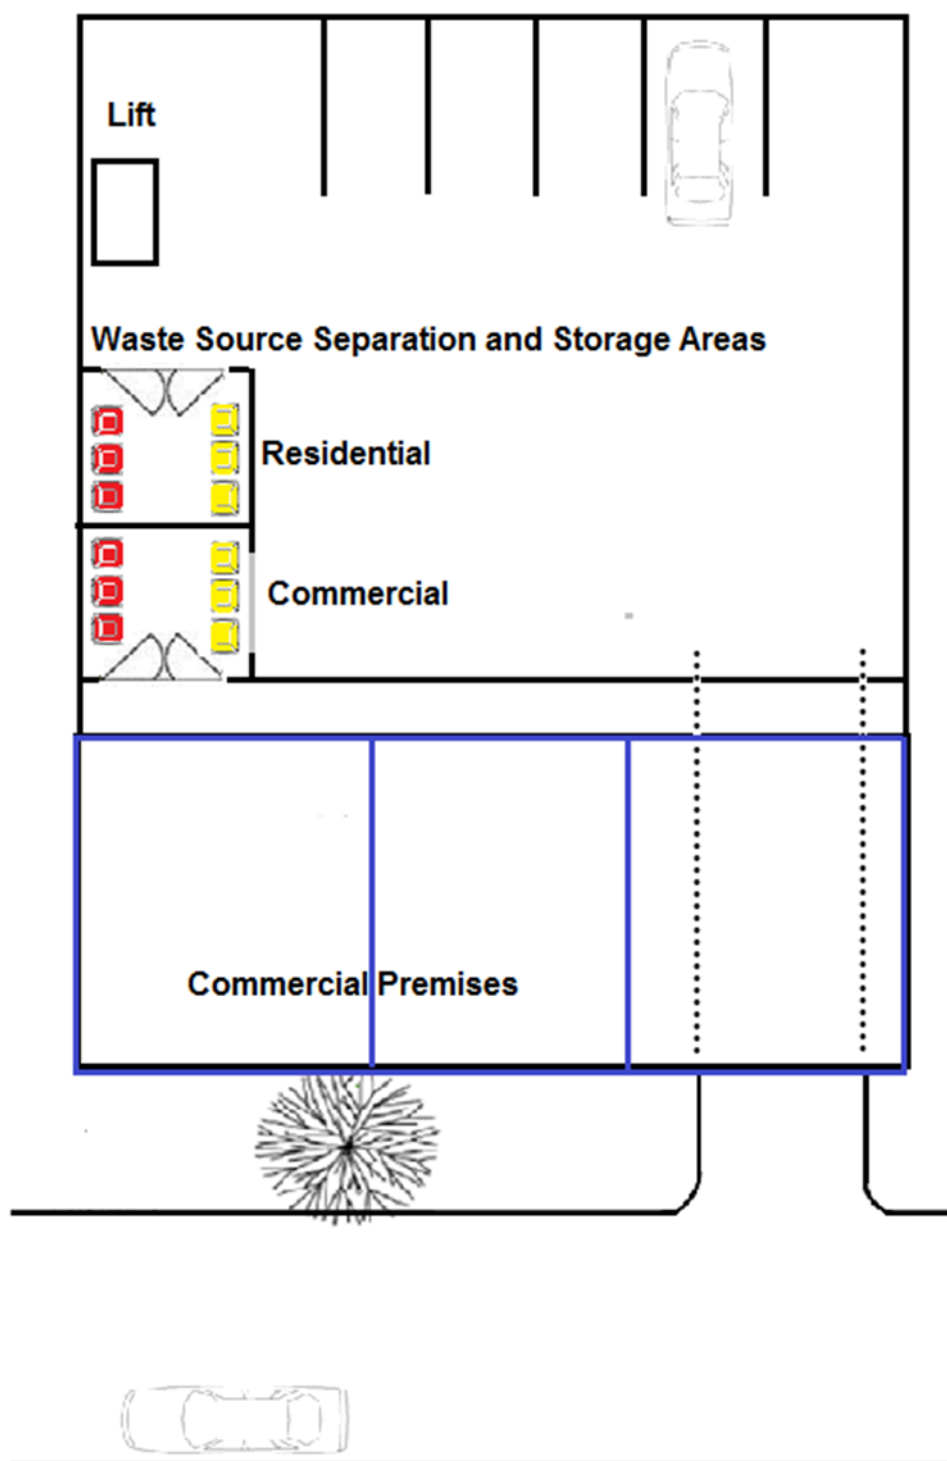 Lift
Waste Source Separation and Storage Areas
Residential
Commercial
Commercial Premises